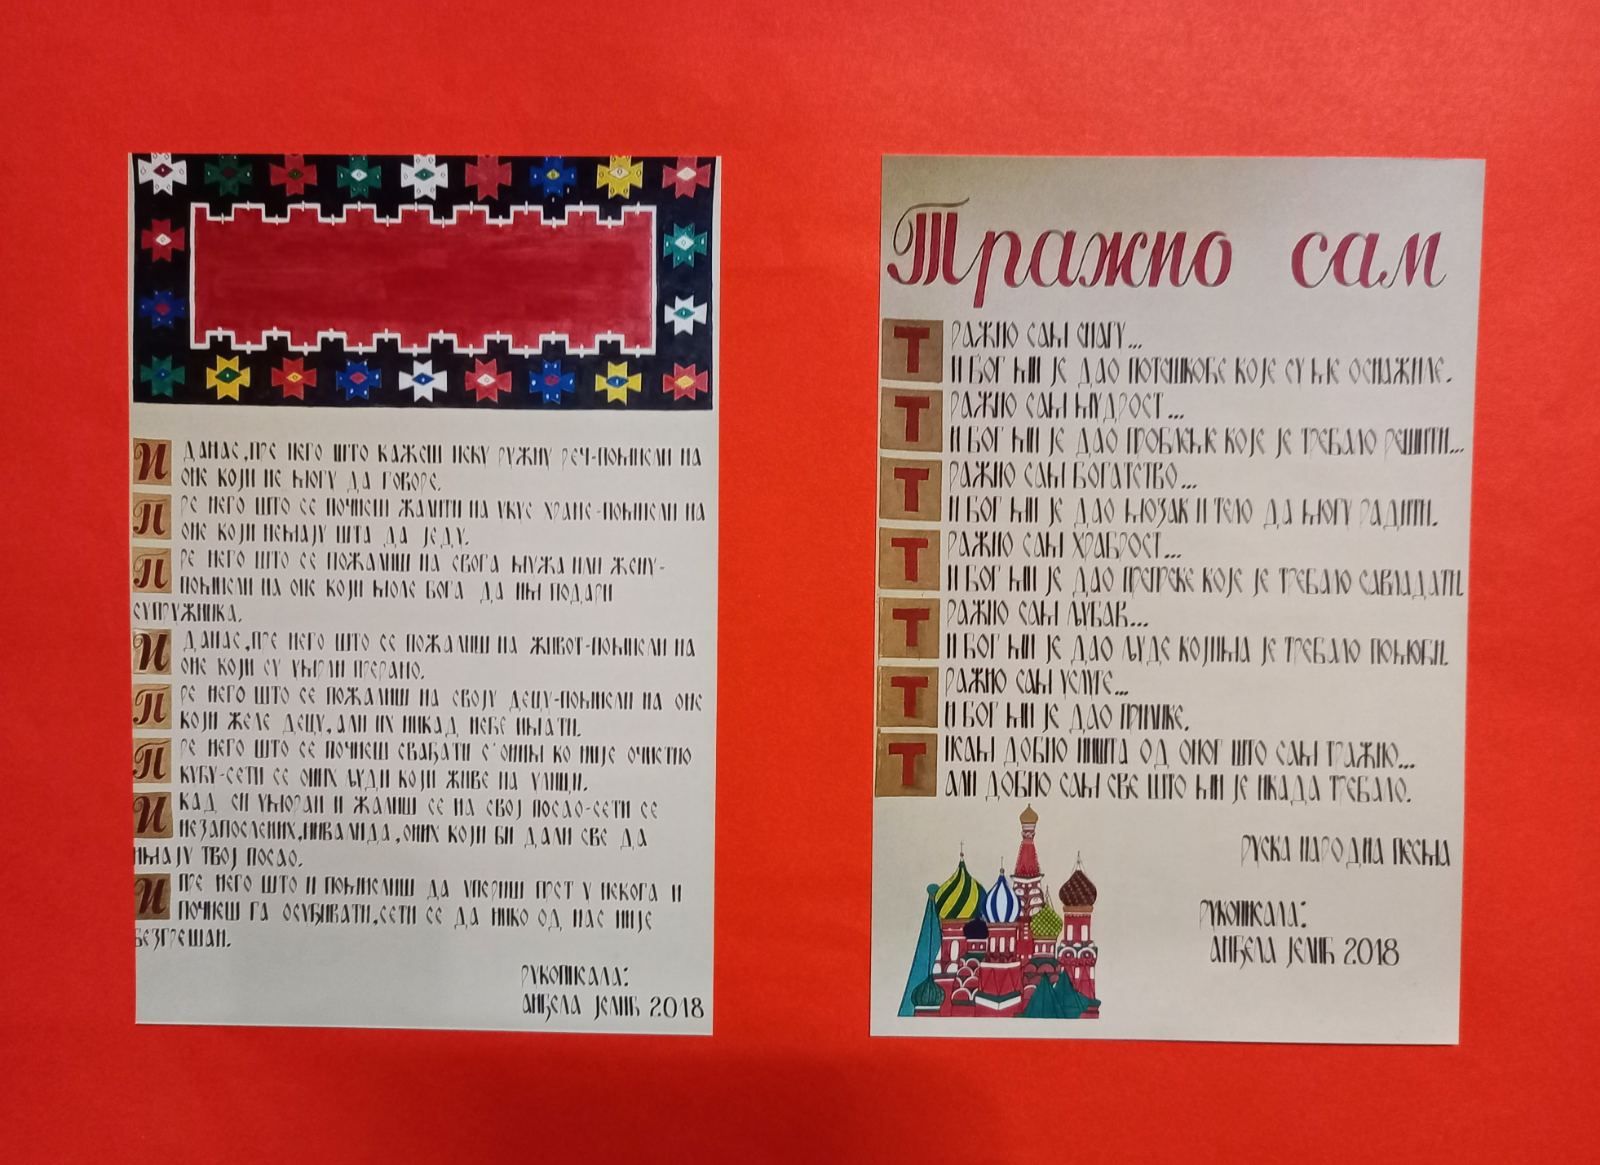 И ДАНАС, ПРЕ НЕГО ШТО КАЖЕШ НЕКУ РУЖНУ РЕЧ-ПОМИСЛИ НА
ОНЕ КОЈИ НЕ МОГУ ДА ГОВОРЕ.
ПРЕ НЕГО ШТО СЕ ПОЧНЕШ ЖАЛИТИ НА УКУС ХРАНЕ-ПОМИСЛИ НА
ОНЕ КОЈИ НЕМАЈУ ШТА ДА ЈЕДУ.
ПРЕ НЕГО ШТО СЕ ПОЖАЛИШ НА СВОГА МУЖА ИЛИ ЖЕНУ-
ПОМИСЛИ НА ОНЕ КОЈИ МОЛЕ БОГА ДА ИМ ПОДАРИ
СУПРУЖНИКА.
И ДАНАС, ПРЕ НЕГО ШТО СЕ ПОЖАЛИШ НА ЖИВОТ-ПОМИСЛИ НА
ОНЕ КОЈИ СУ УМРЛИ ПРЕРАНО.
ПРЕ НЕГО ШТО СЕ ПОЖАЛИШ НА СВОЈУ ДЕЦУ-ПОМИСЛИ НА ОНЕ
КОЈИ ЖЕЛЕ ДЕЦУ, АЛИ ИХ НИКАД НЕЋЕ ИМАТИ.
ПРЕ НЕГО ШТО СЕ ПОЧНЕШ СВАЂАТИ С'ОНИМ КО НИЈЕ ОЧИСТИО
КУЋУ-СЕТИ СЕ ОНИХ ЉУДИ КОЈИ ЖИВЕ НА УЛИЦИ.
И КАД СИ УМОРАН И ЖАЛИШ СЕ НА СВОЈ ПОСАО-СЕТИ СЕ
НЕЗАПОСЛЕНИХ, ИНВАЛИДА, ОНИХ КОЈИ БИ ДАЛИ СВЕ ДА
ИМАЈУ ТВОЈ ПОСАО.
И ПРЕ НЕГО ШТО И ПОМИСЛИШ ДА УПЕРИШ ПРСТ У НЕКОГА И
ПОЧНЕШ ГА ОСУЂИВАТИ, СЕТИ СЕ ДА НИКО ОД НАС НИЈЕ
БЕЗГРЕШАН.
РУКОПИСАЛА:
АНЂЕЛА ЈЕЛИЋ 2018
Тражио сам
ТРАЖИО САМ СНАГУ...
И БОГ МИ ЈЕ ДАО ПОТЕШКОЋЕ КОЈЕ СУ МЕ ОСНАЖИЛЕ.
ТРАЖИО САМ МУДРОСТ...
И БОГ МИ ЈЕ ДАО ПРОБЛЕМЕ КОЈЕ ЈЕ ТРЕБАЛО РЕШИТИ...
ТРАЖИО САМ БОГАТСТВО...
И БОГ МИ ЈЕ ДАО МОЗАК И ТЕЛО ДА МОГУ РАДИТИ.
ТРАЖИО САМ ХРАБРОСТ...
И БОГ МИ ЈЕ ДАО ПРЕПРЕКЕ КОЈЕ ЈЕ ТРЕБАЛО САВЛАДАТИ.
ТРАЖИО САМ ЉУБАВ...
И БОГ МИ ЈЕ ДАО ЉУДЕ КОЈИМА ЈЕ ТРЕБАЛО ПОМОЋИ.
ТРАЖИО САМ УСЛУГЕ...
И БОГ МИ ЈЕ ДАО ПРИЛИКЕ.
НИСАМ ДОБИО НИШТА ОД ОНОГ ШТО САМ ТРАЖИО...
АЛИ ДОБИО САМ СВЕ ШТО МИ ЈЕ ИКАДА ТРЕБАЛО.
РУСКА НАРОДНА ПЕСМА
РУКОПИСАЛА:
АНЂЕЛА ЈЕЛИЋ 2018